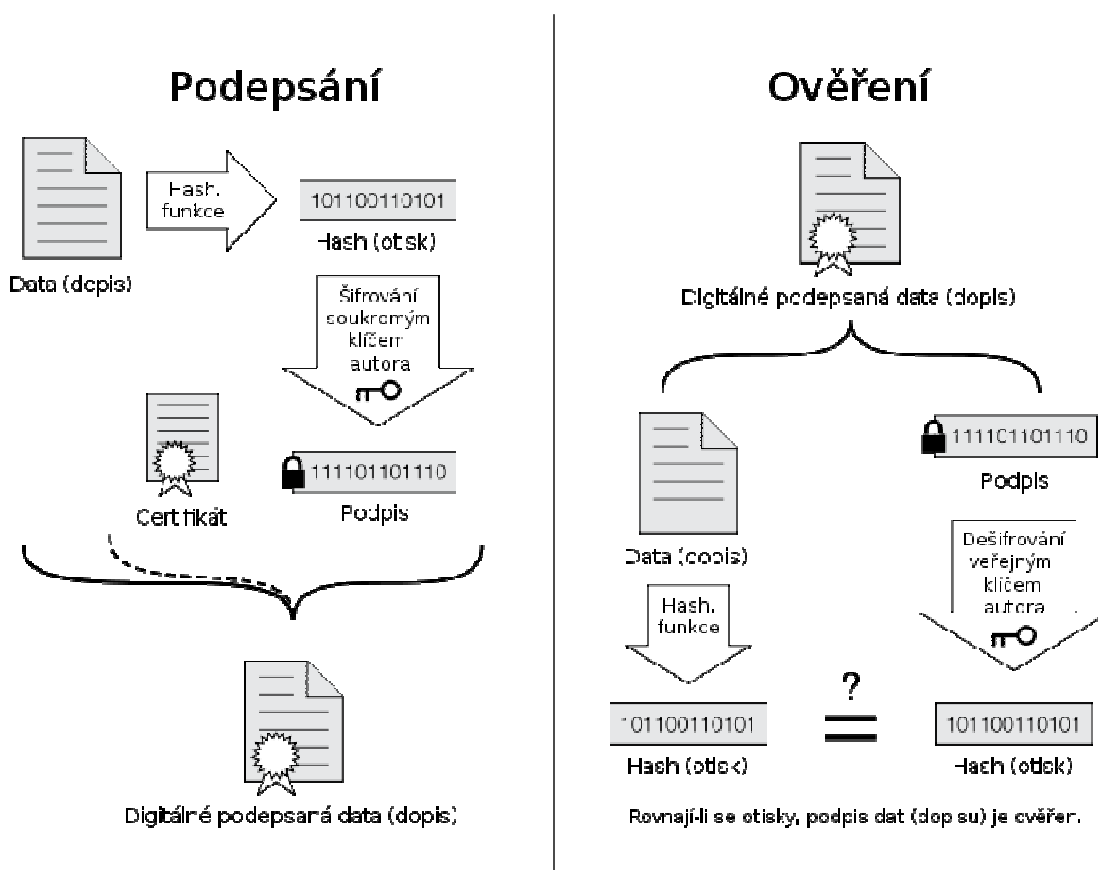 Podepsání
Hash.
funkce
101100110101
Hash (otisk)
Data (dopis)
Šifrování
soukromým
klíčem
autora
111101101110
Certifikát
Podpis
Digitálně podepsaná data (dopis)
Ověření
Digitálně podepsaná data (dopis)
111101101110
Podpis
Data (dopis)
Dešifrování
veřejným
klíčem
autora
Hash.
funkce
?
101100110101
=
101100110101
Hash (otisk)
Hash (otisk)
Rovnají-li se otisky, podpis dat (dopisu) je ověřen.